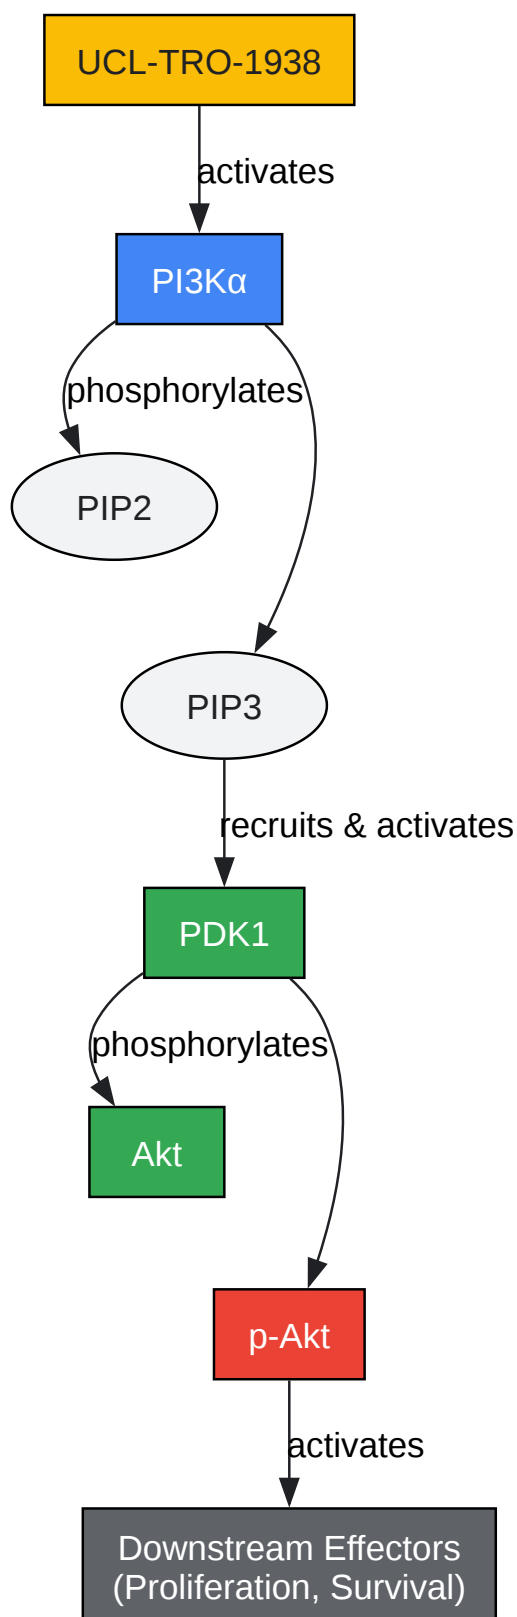 UCL-TRO-1938
activates
PI3Kα
phosphorylates
PIP2
PIP3
recruits & activates
PDK1
phosphorylates
Akt
p-Akt
activates
Downstream Effectors
(Proliferation, Survival)